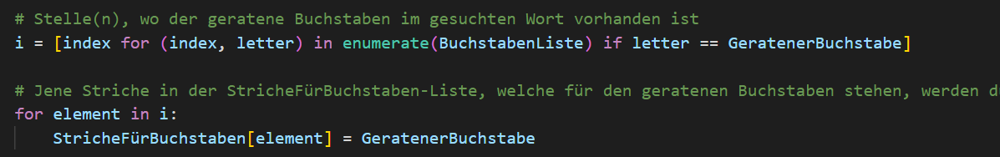 # Stelle(n), wo der geratene Buchstaben im gesuchten Wort vorhanden ist
i = [index for (index, letter) in enumerate(BuchstabenListe) if letter == GeratenerBuchstabe]
# Jene Striche in der StricheFürBuchstaben-Liste, welche für den geratenen Buchstaben stehen, werden
for element in i:
    StricheFürBuchstaben[element] = GeratenerBuchstabe